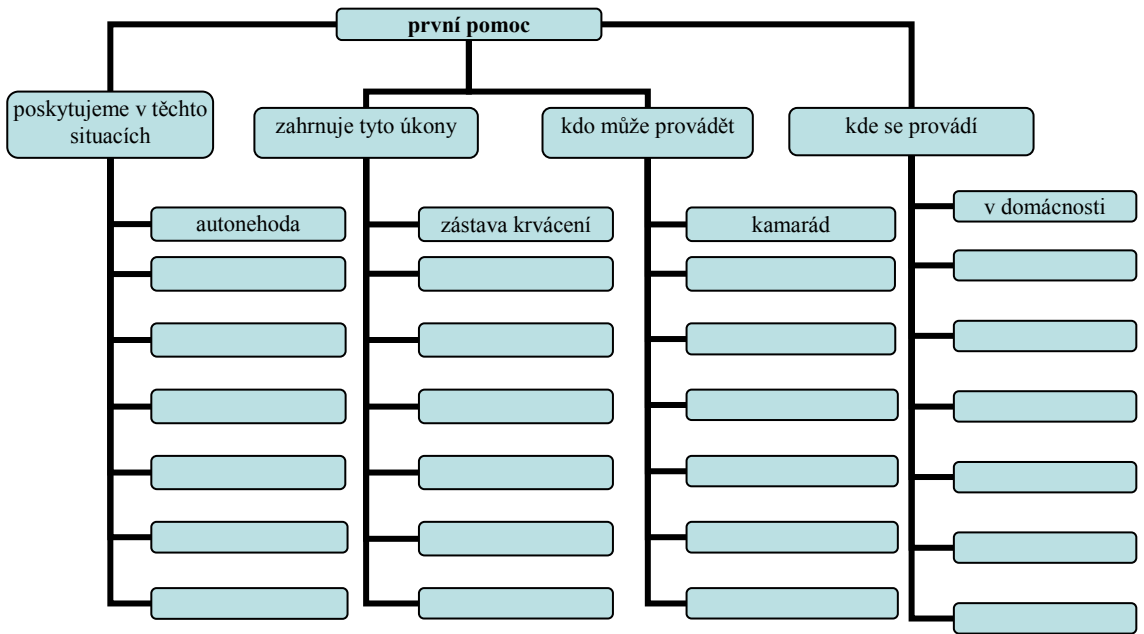 první pomoc
poskytujeme v těchto
situacích
zahrnuje tyto úkony
kdo může provádět
kde se provádí
autonehoda
zástava krvácení
kamarád
v domácnosti